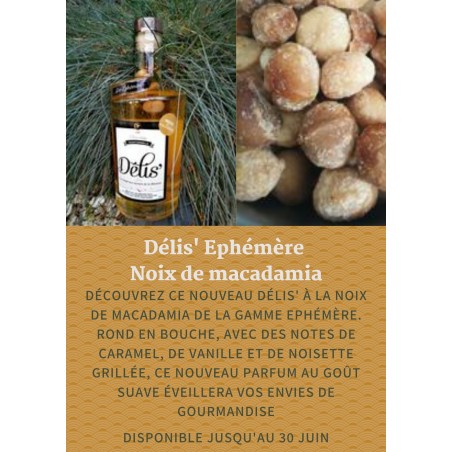 Délis'
Délis' Ephémère
Noix de macadamia
DÉCOUVREZ CE NOUVEAU DÉLIS' À LA NOIX
DE MACADAMIA DE LA GAMME EPHÉMÈRE.
ROND EN BOUCHE, AVEC DES NOTES DE
CARAMEL, DE VANILLE ET DE NOISETTE
GRILLÉE, CE NOUVEAU PARFUM AU GOÛT
SUAVE ÉVEILLERA VOS ENVIES DE
GOURMANDISE
DISPONIBLE JUSQU'AU 30 JUIN